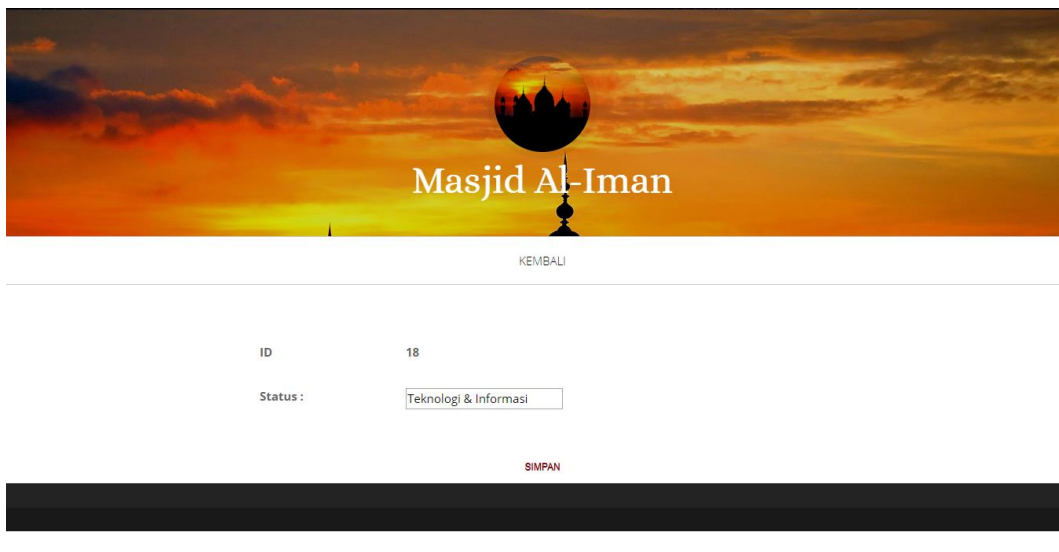 Masjid Al-Iman
KEMBALI
ID 18
Status : Teknologi & Informasi
SIMPAN